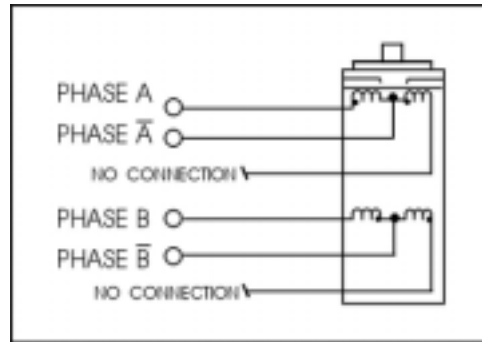 PHASE A
PHASE A̅
NO CONNECTION
PHASE B
PHASE B̅
NO CONNECTION